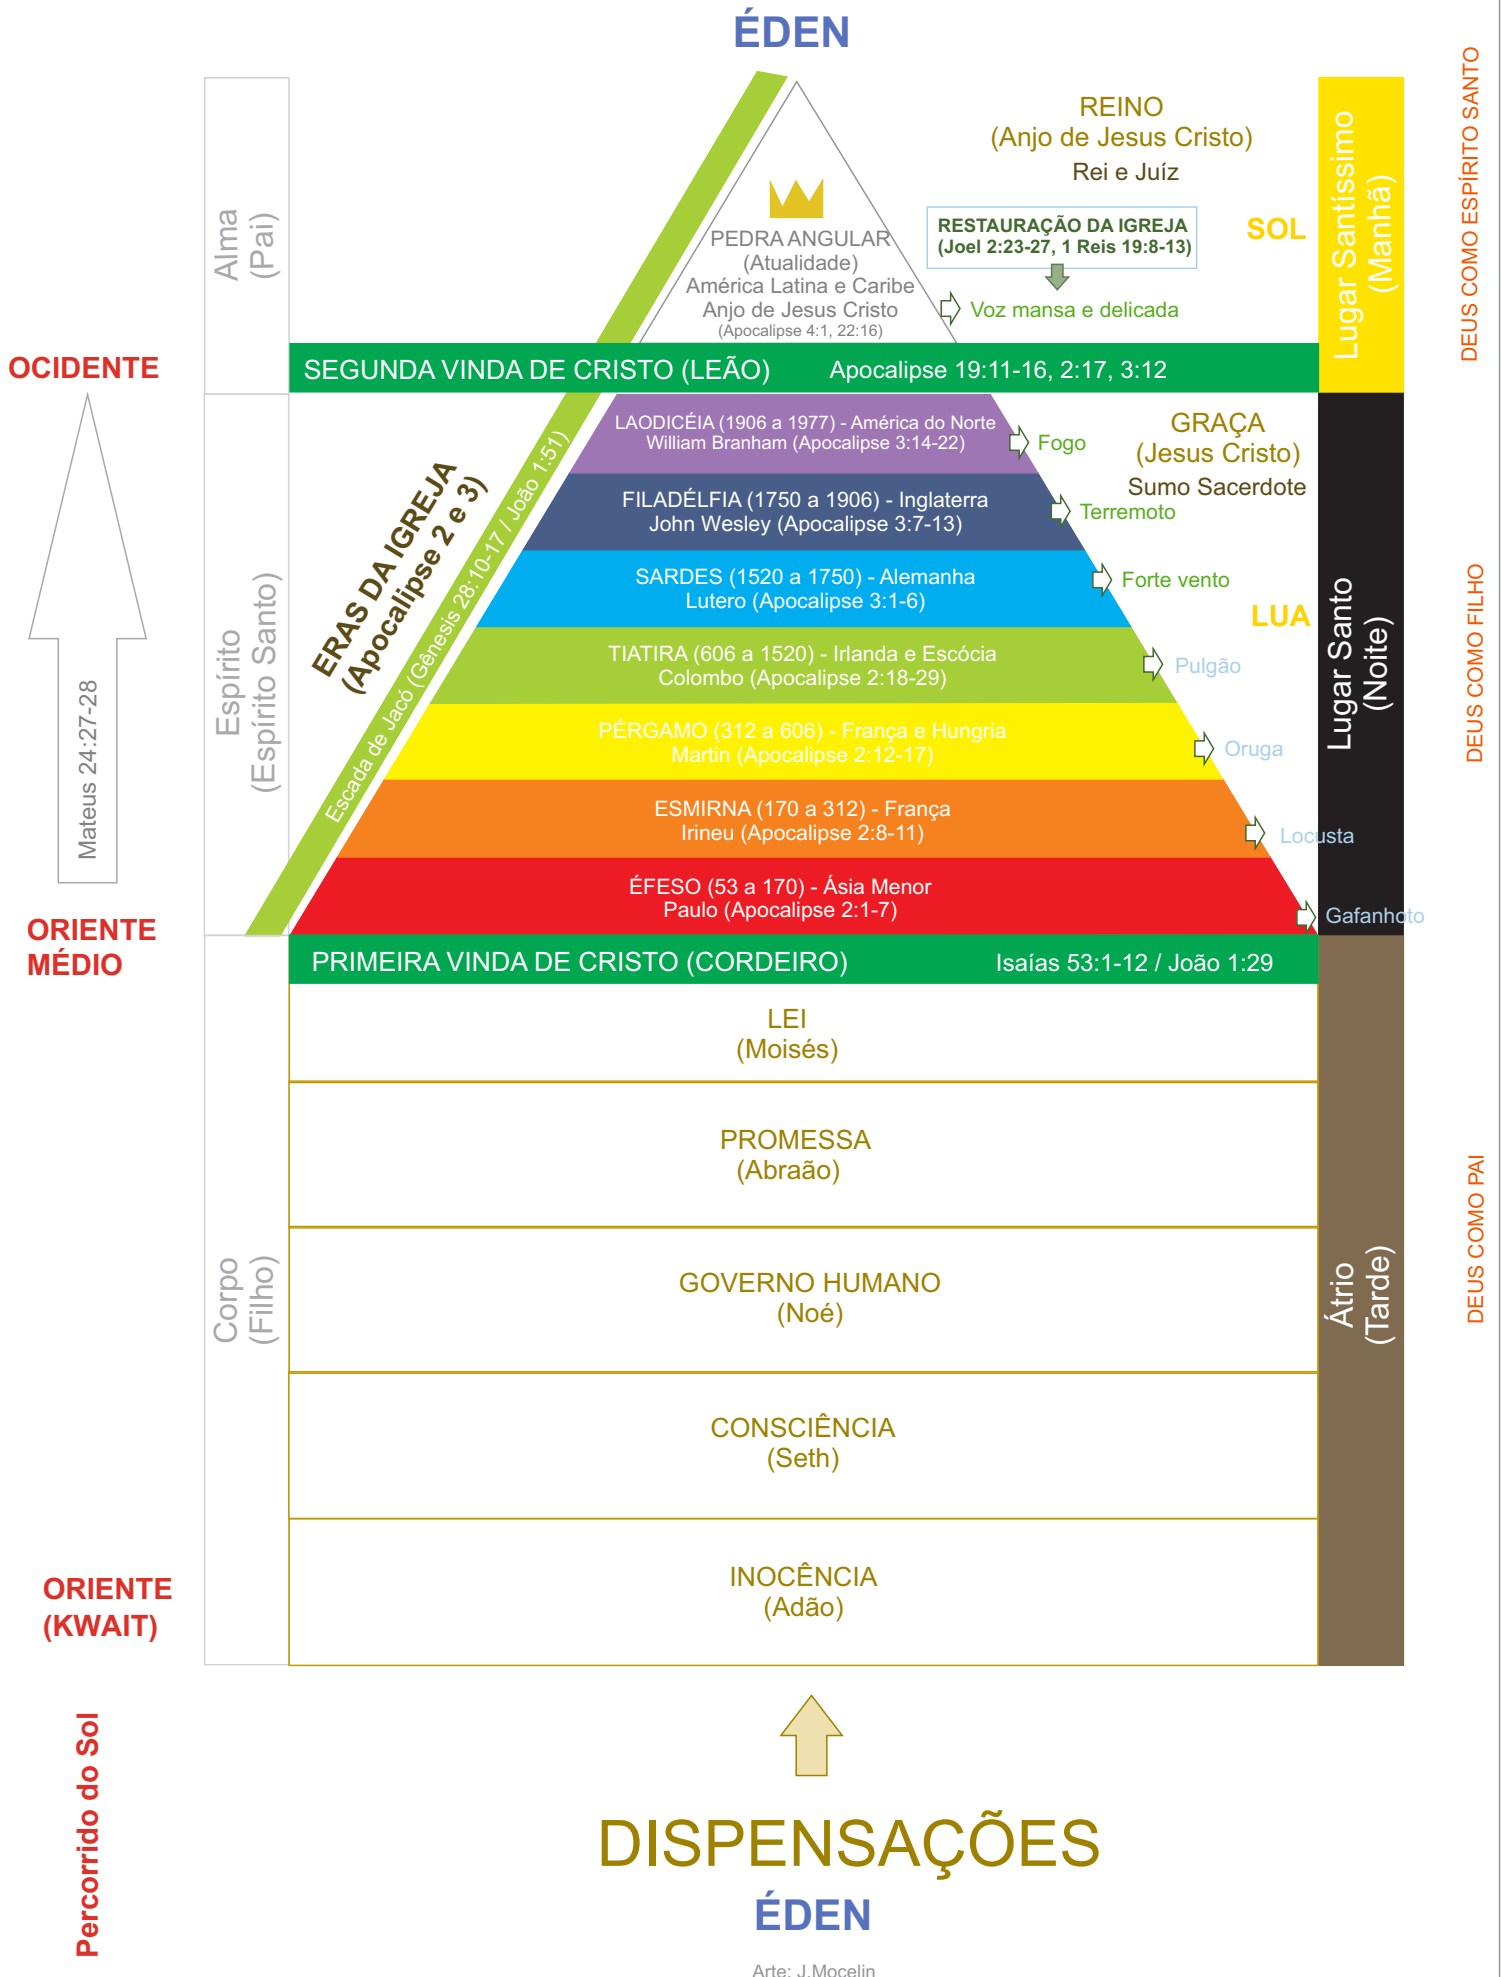 ÉDEN
REINO
(Anjo de Jesus Cristo)
Rei e Juíz
RESTAURAÇÃO DA IGREJA
(Joel 2:23-27, 1 Reis 19:8-13)
SOL
PEDRA ANGULAR
(Atualidade)
América Latina e Caribe
Anjo de Jesus Cristo
(Apocalipse 4:1, 22:16)
Voz mansa e delicada
Alma
(Pai)
Lugar Santíssimo
(Manhã)
DEUS COMO ESPÍRITO SANTO
OCIDENTE
SEGUNDA VINDA DE CRISTO (LEÃO) Apocalipse 19:11-16, 2:17, 3:12
LAODICÉIA (1906 a 1977) - América do Norte
William Branham (Apocalipse 3:14-22)
Fogo
GRAÇA
(Jesus Cristo)
Sumo Sacerdote
FILADÉLFIA (1750 a 1906) - Inglaterra
John Wesley (Apocalipse 3:7-13)
Terremoto
SARDES (1520 a 1750) - Alemanha
Lutero (Apocalipse 3:1-6)
Forte vento
LUA
TIATIRA (606 a 1520) - Irlanda e Escócia
Colombo (Apocalipse 2:18-29)
Pulgão
PÉRGAMO (312 a 606) - França e Hungria
Martin (Apocalipse 2:12-17)
Oruga
ESMIRNA (170 a 312) - França
Irineu (Apocalipse 2:8-11)
Locusta
ÉFESO (53 a 170) - Ásia Menor
Paulo (Apocalipse 2:1-7)
Gafanhoto
ERAS DA IGREJA
(Apocalipse 2 e 3)
Escada de Jacó (Gênesis 28:10-17 / João 1:51)
Espírito
(Espírito Santo)
Mateus 24:27-28
Lugar Santo
(Noite)
DEUS COMO FILHO
ORIENTE
MÉDIO
PRIMEIRA VINDA DE CRISTO (CORDEIRO) Isaías 53:1-12 / João 1:29
LEI
(Moisés)
PROMESSA
(Abraão)
GOVERNO HUMANO
(Noé)
CONSCIÊNCIA
(Seth)
INOCÊNCIA
(Adão)
Corpo
(Filho)
Átrio
(Tarde)
DEUS COMO PAI
ORIENTE
(KWAIT)
Percorrido do Sol
DISPENSAÇÕES
ÉDEN
Arte: J.Mocelin